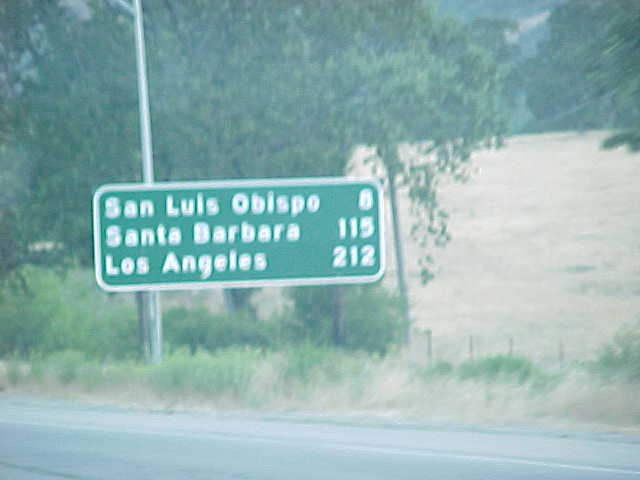 San Luis Obispo 8
Santa Barbara 115
Los Angeles 212